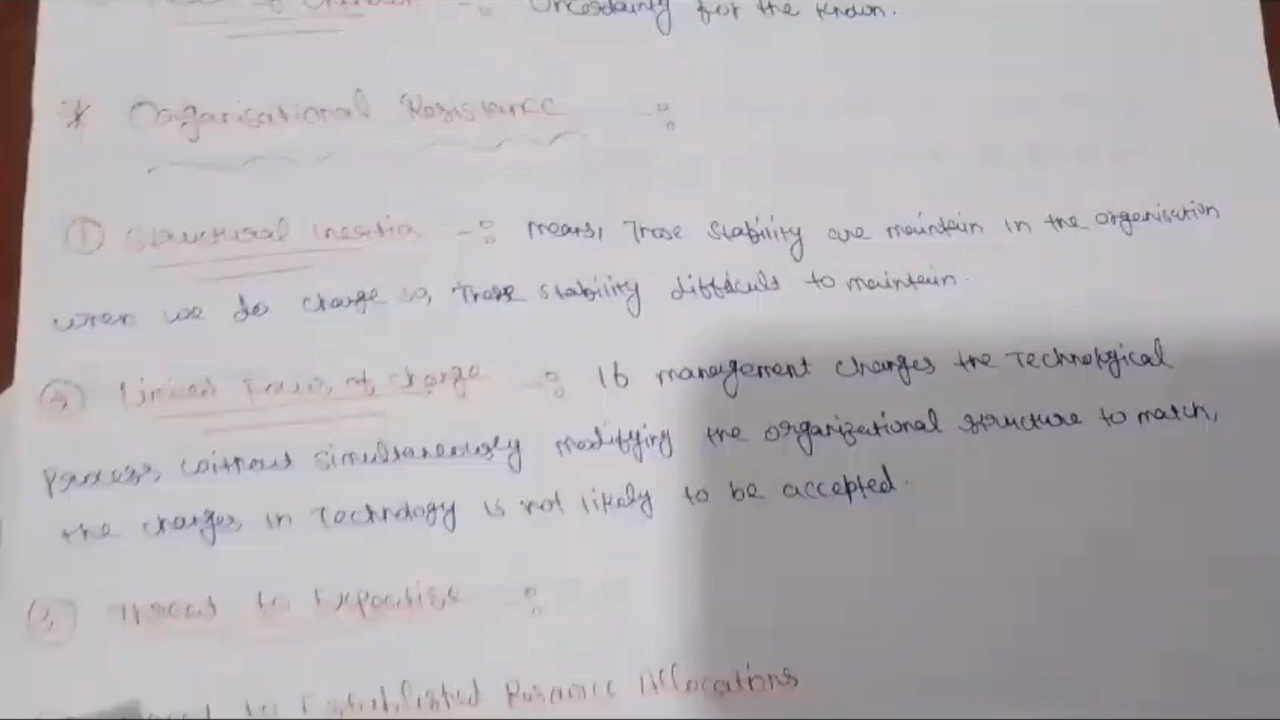 of -: Uncertainty for the known.
* Organisational Resistance -:
① Structural Inertia -: means, Those stability are maintain in the organisation
when we do change so, Those stability difficult to maintain.
② Limited Focus of change -: If management changes the Technological
process, without simultaneously modifying the organizational structure to match,
the changes in Technology is not likely to be accepted.
(3) Threat to Expertise -:
to Established Resource Allocations